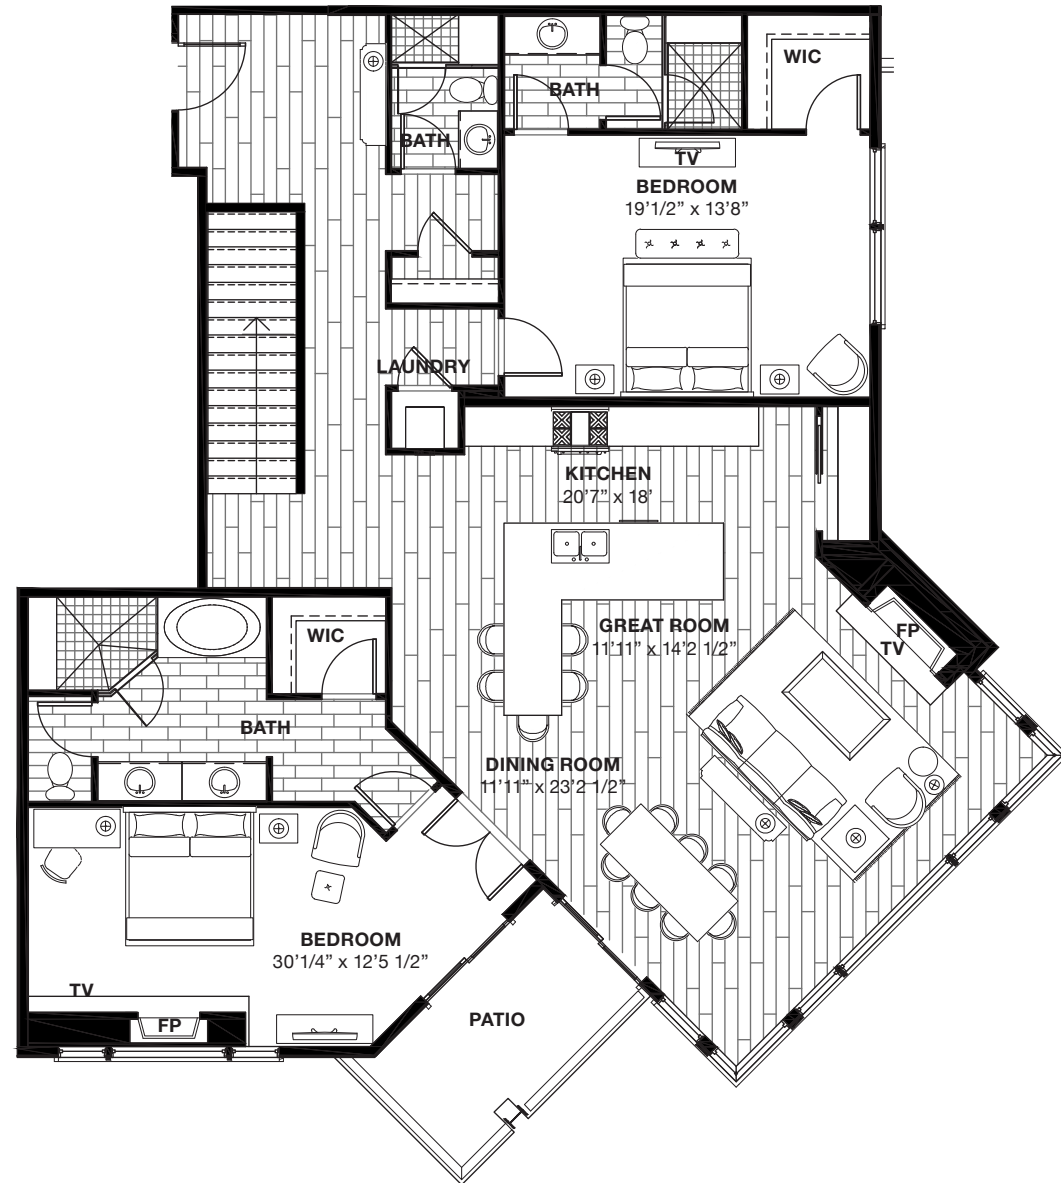 WIC
BATH
BATH
TV
BEDROOM
19’1/2” x 13’8”
LAUNDRY
KITCHEN
20’7” x 18’
GREAT ROOM
11’11” x 14’2 1/2”
FP
TV
WIC
BATH
DINING ROOM
11’11” x 23’2 1/2”
BEDROOM
30’1/4” x 12’5 1/2”
TV
FP
PATIO